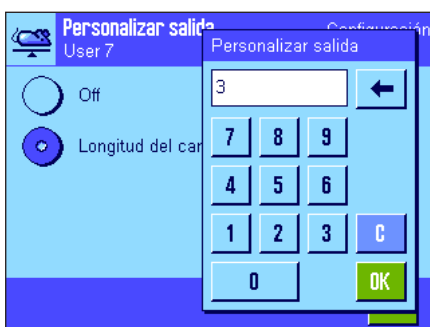 Personalizar salida
User 7
Off
Longitud del car
Personalizar salida
3
7 8 9
4 5 6
1 2 3 C
0 OK